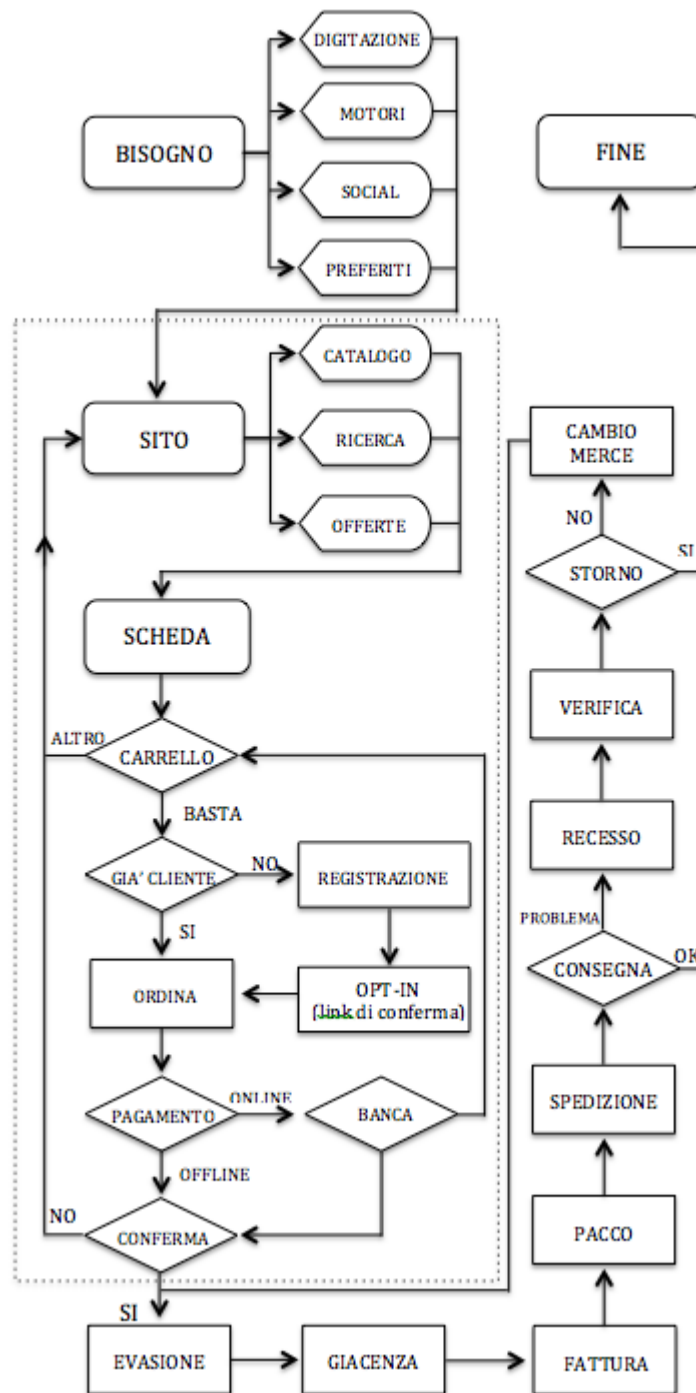 DIGITAZIONE
MOTORI
BISOGNO
SOCIAL
PREFERITI
FINE
CATALOGO
SITO
RICERCA
OFFERTE
SCHEDA
ALTRO
CARRELLO
BASTA
GIA’ CLIENTE
NO
REGISTRAZIONE
SI
ORDINA
OPT-IN
(link di conferma)
PAGAMENTO
ONLINE
BANCA
OFFLINE
NO
CONFERMA
SI
EVASIONE
GIACENZA
FATTURA
PACCO
SPEDIZIONE
CONSEGNA
OK
PROBLEMA
RECESSO
VERIFICA
STORNO
SI
NO
CAMBIO
MERCE